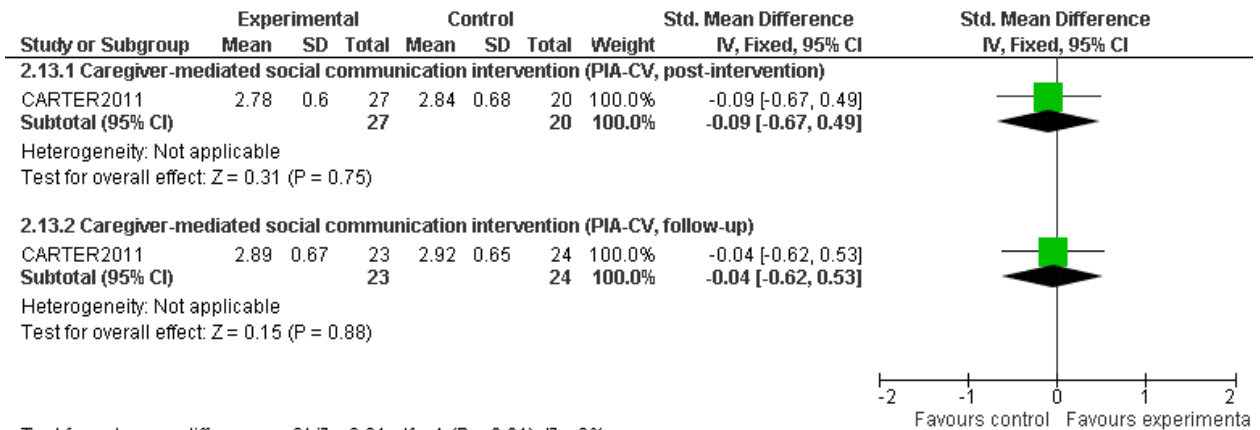 Experimental Control Std. Mean Difference Std. Mean Difference
Study or Subgroup Mean SD Total Mean SD Total Weight IV, Fixed, 95% CI IV, Fixed, 95% CI
2.13.1 Caregiver-mediated social communication intervention (PIA-CV, post-intervention)
CARTER2011 2.78 0.6 27 2.84 0.68 20 100.0% -0.09 [-0.67, 0.49]
Subtotal (95% CI) 27 20 100.0% -0.09 [-0.67, 0.49]
Heterogeneity: Not applicable
Test for overall effect: Z = 0.31 (P = 0.75)
2.13.2 Caregiver-mediated social communication intervention (PIA-CV, follow-up)
CARTER2011 2.89 0.67 23 2.92 0.65 24 100.0% -0.04 [-0.62, 0.53]
Subtotal (95% CI) 23 24 100.0% -0.04 [-0.62, 0.53]
Heterogeneity: Not applicable
Test for overall effect: Z = 0.15 (P = 0.88)
-2 -1 0 1 2
Favours control Favours experimenta